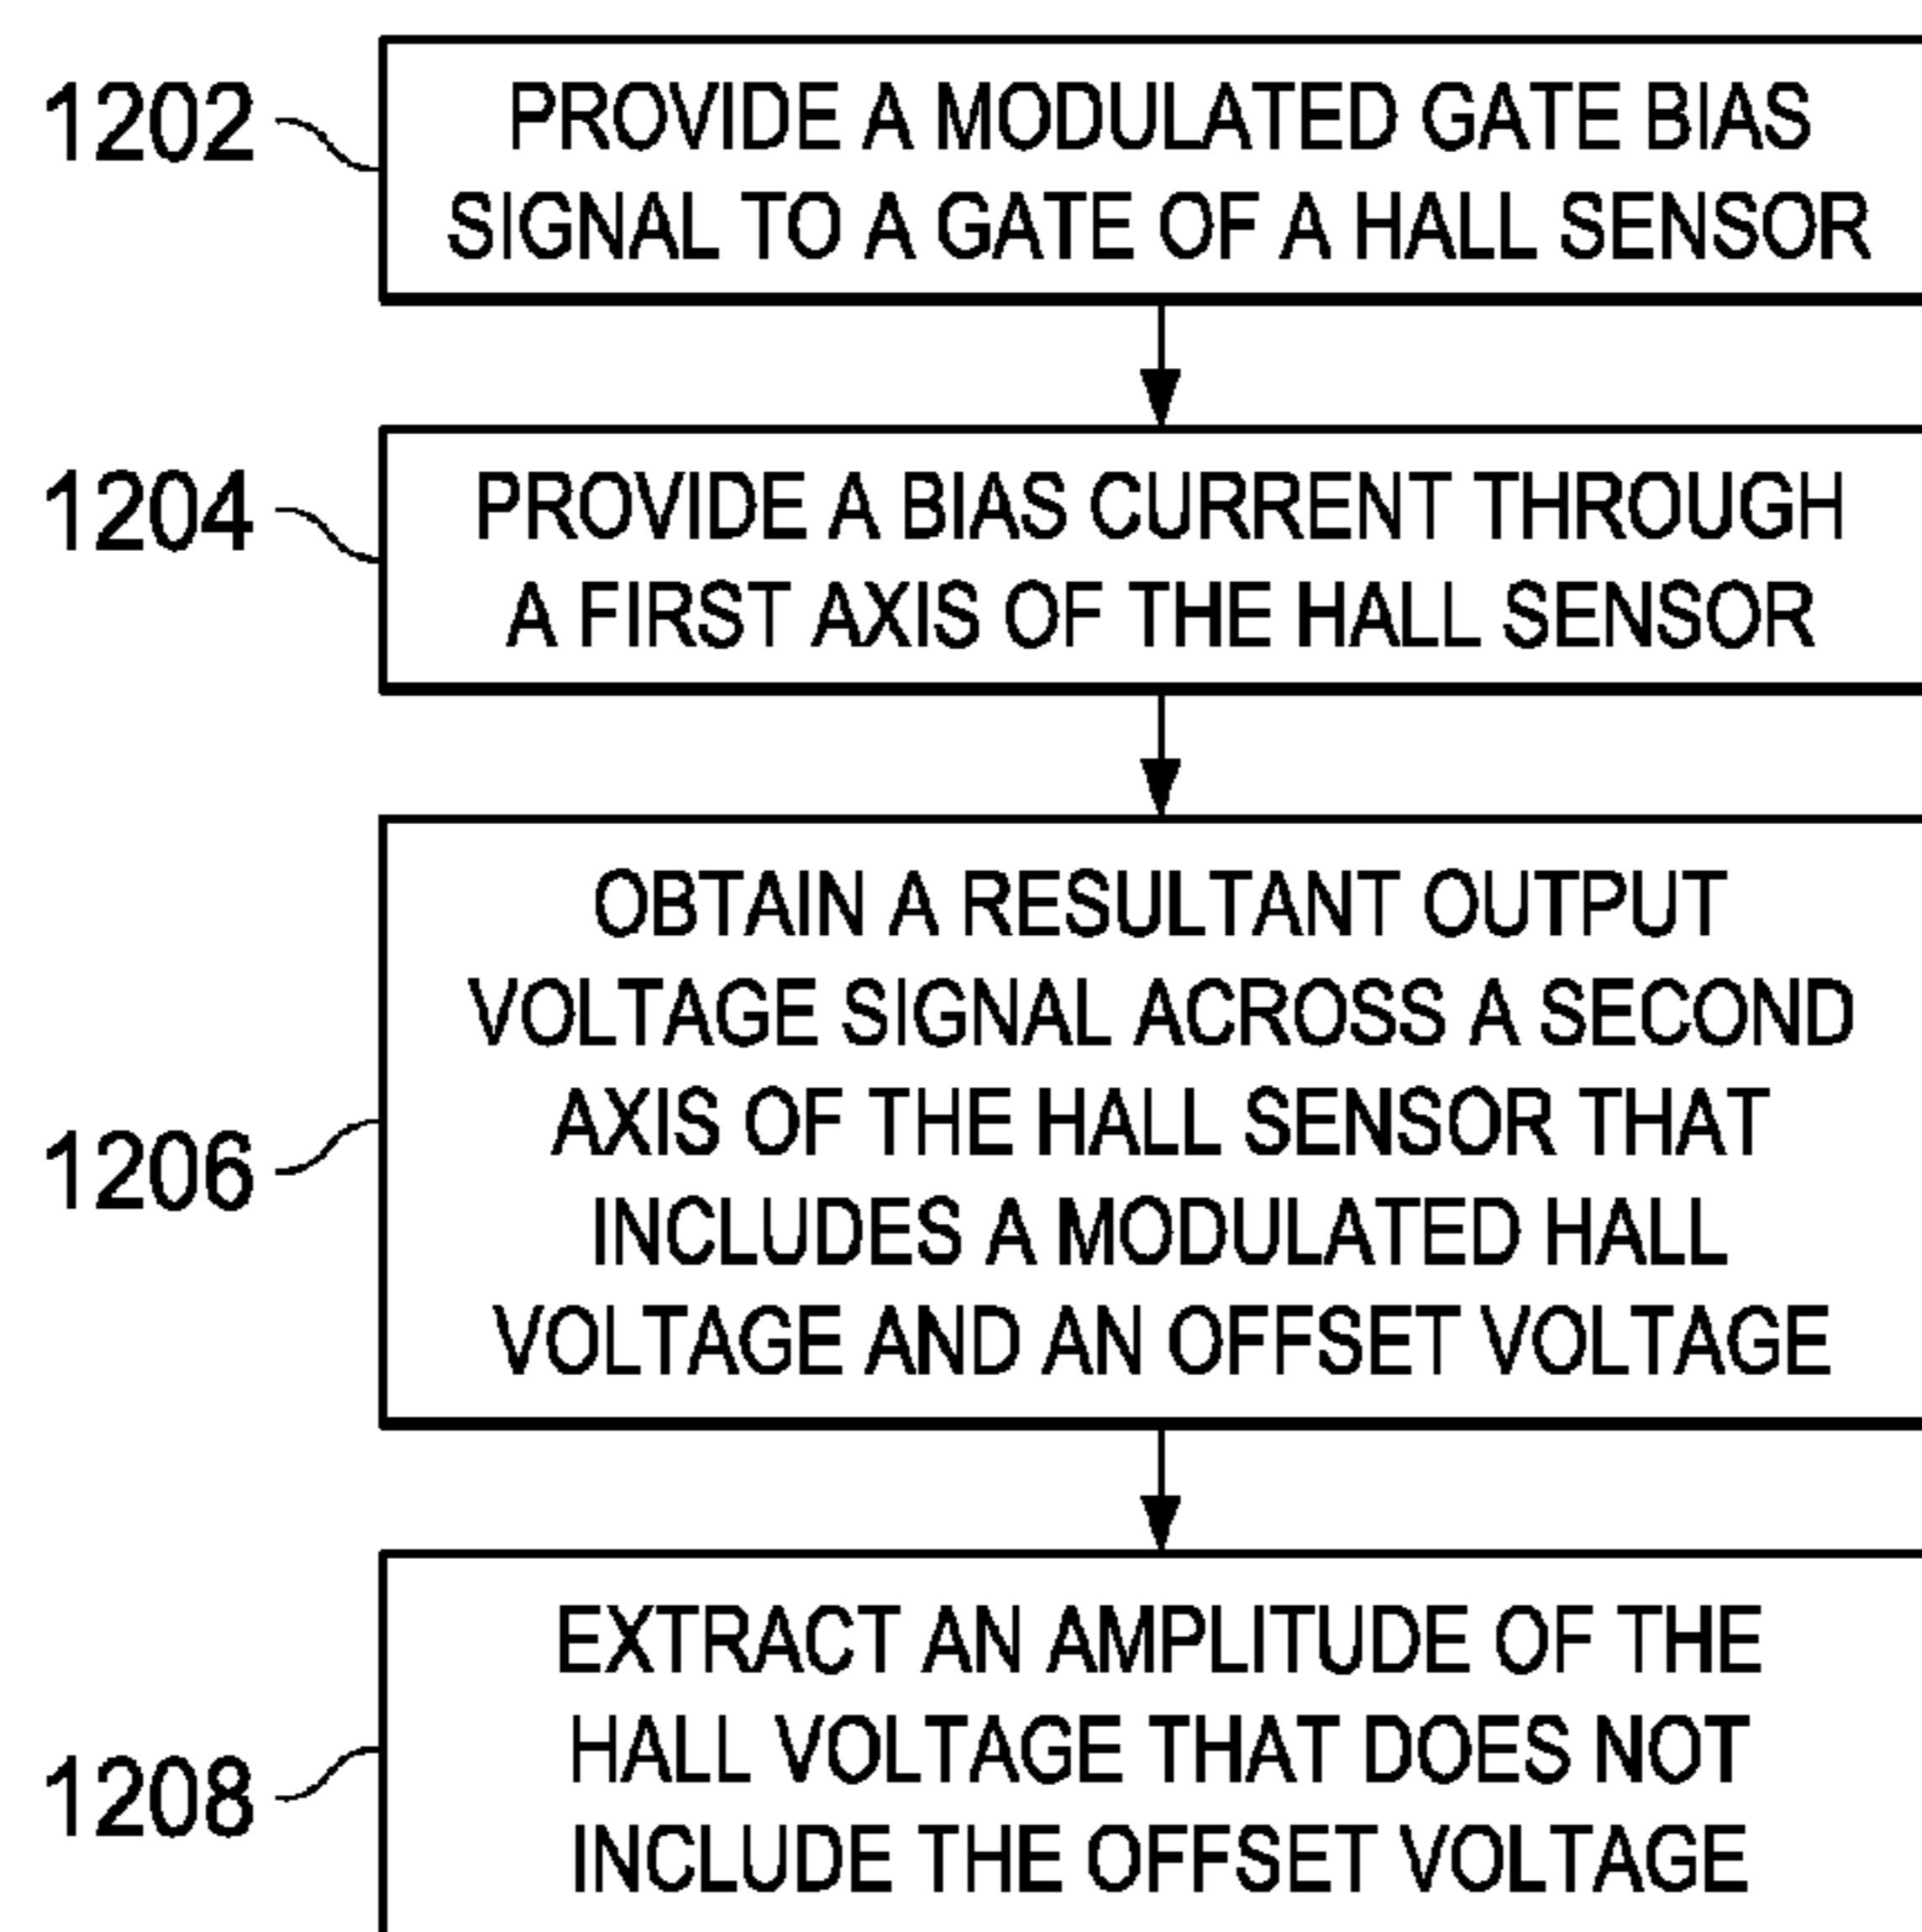 1202
PROVIDE A MODULATED GATE BIAS
SIGNAL TO A GATE OF A HALL SENSOR
1204
PROVIDE A BIAS CURRENT THROUGH
A FIRST AXIS OF THE HALL SENSOR
1206
OBTAIN A RESULTANT OUTPUT
VOLTAGE SIGNAL ACROSS A SECOND
AXIS OF THE HALL SENSOR THAT
INCLUDES A MODULATED HALL
VOLTAGE AND AN OFFSET VOLTAGE
1208
EXTRACT AN AMPLITUDE OF THE
HALL VOLTAGE THAT DOES NOT
INCLUDE THE OFFSET VOLTAGE